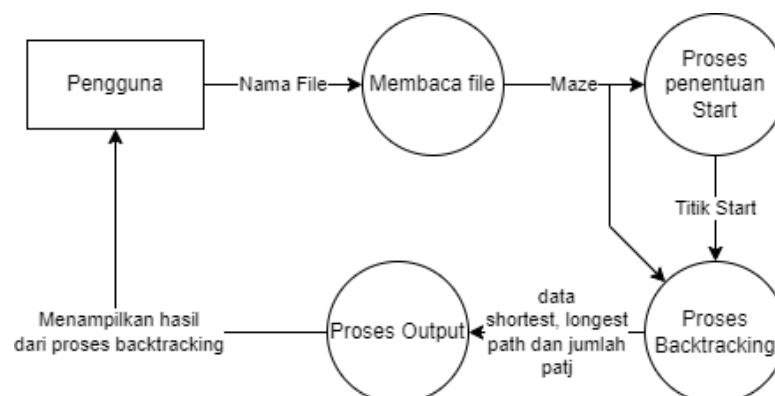 Pengguna
Nama File
Membaca file
Maze
Proses
penentuan
Start
Titik Start
Proses
Backtracking
data
shortest, longest
path dan jumlah
patj
Proses Output
Menampilkan hasil
dari proses backtracking